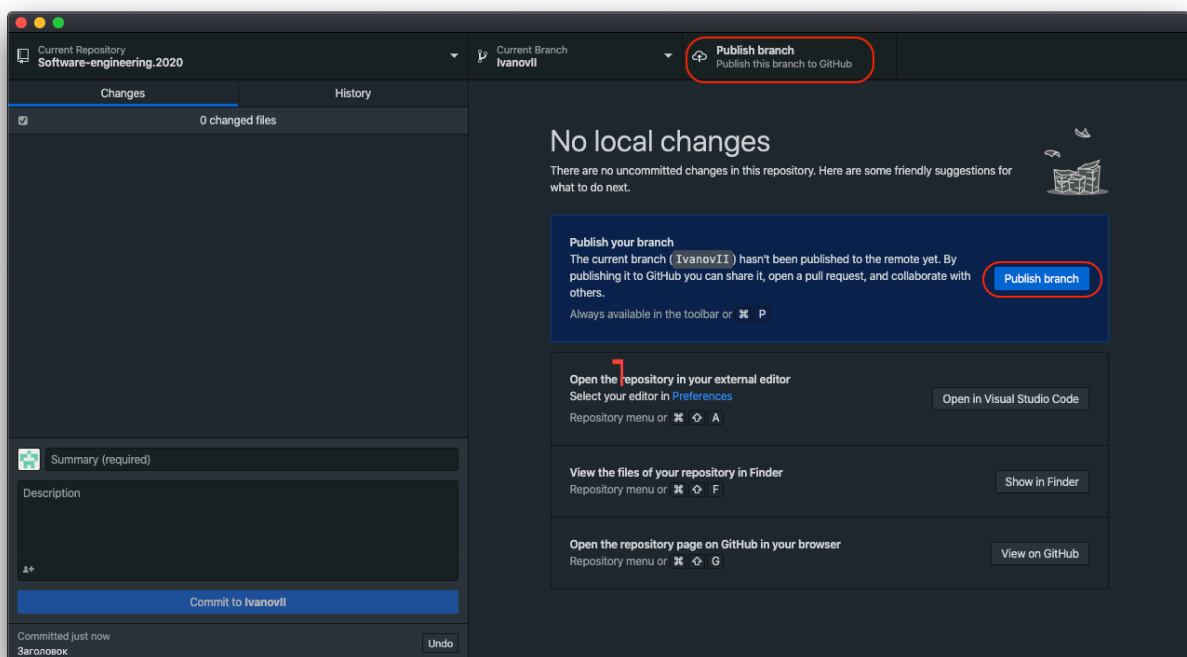 Current Repository
Software-engineering.2020
Current Branch
IvanovII
Publish branch
Publish this branch to GitHub
Changes
History
0 changed files
No local changes
There are no uncommitted changes in this repository. Here are some friendly suggestions for
what to do next.
Publish your branch
The current branch ( IvanovII ) hasn't been published to the remote yet. By
publishing it to GitHub you can share it, open a pull request, and collaborate with
others.
Always available in the toolbar or ⌘ P
Publish branch
Open the repository in your external editor
Select your editor in Preferences
Repository menu or ⌘ ⇧ A
Open in Visual Studio Code
View the files of your repository in Finder
Repository menu or ⌘ ⇧ F
Show in Finder
Open the repository page on GitHub in your browser
Repository menu or ⌘ ⇧ G
View on GitHub
Summary (required)
Description
Commit to IvanovII
Committed just now
Заголовок
Undo